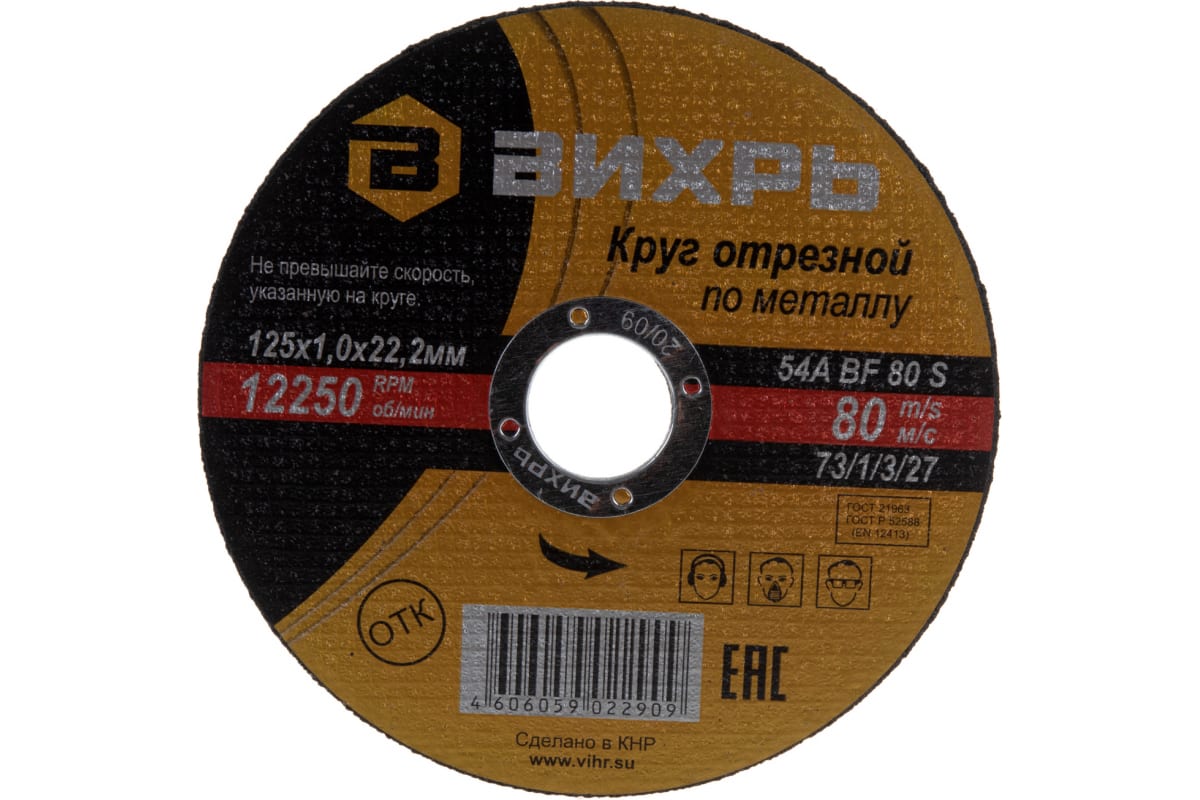 В ВИХРЬ
Круг отрезной
по металлу
Не превышайте скорость,
указанную на круге.
125x1,0x22,2мм
12250 RPM
об/мин
09/20
ВИХРЬ
54A BF 80 S
80 m/s
м/с
73/1/3/27
ГОСТ 21963
ГОСТ Р 52588
(EN 12413)
ОТК
4 606059 022909
EAC
Сделано в КНР
www.vihr.su